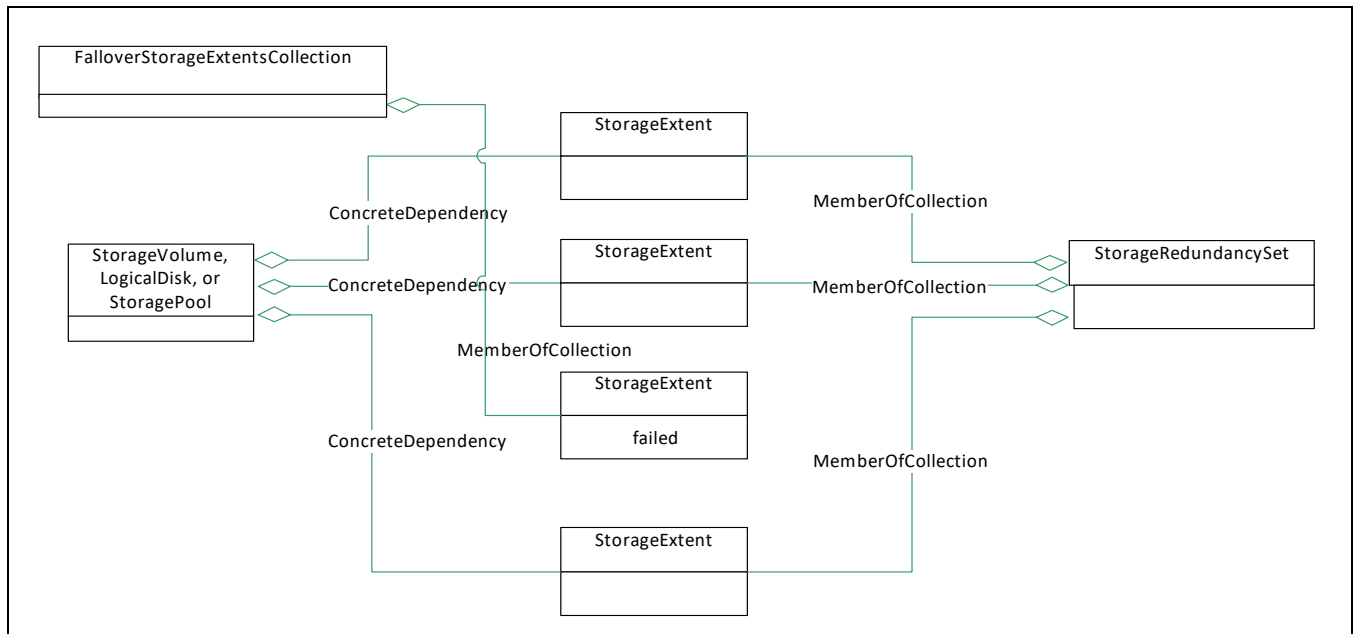 FalloverStorageExtentsCollection
StorageExtent
MemberOfCollection
ConcreteDependency
StorageVolume,
LogicalDisk, or
StoragePool
StorageExtent
StorageRedundancySet
ConcreteDependency
MemberOfCollection
MemberOfCollection
StorageExtent
failed
ConcreteDependency
MemberOfCollection
StorageExtent